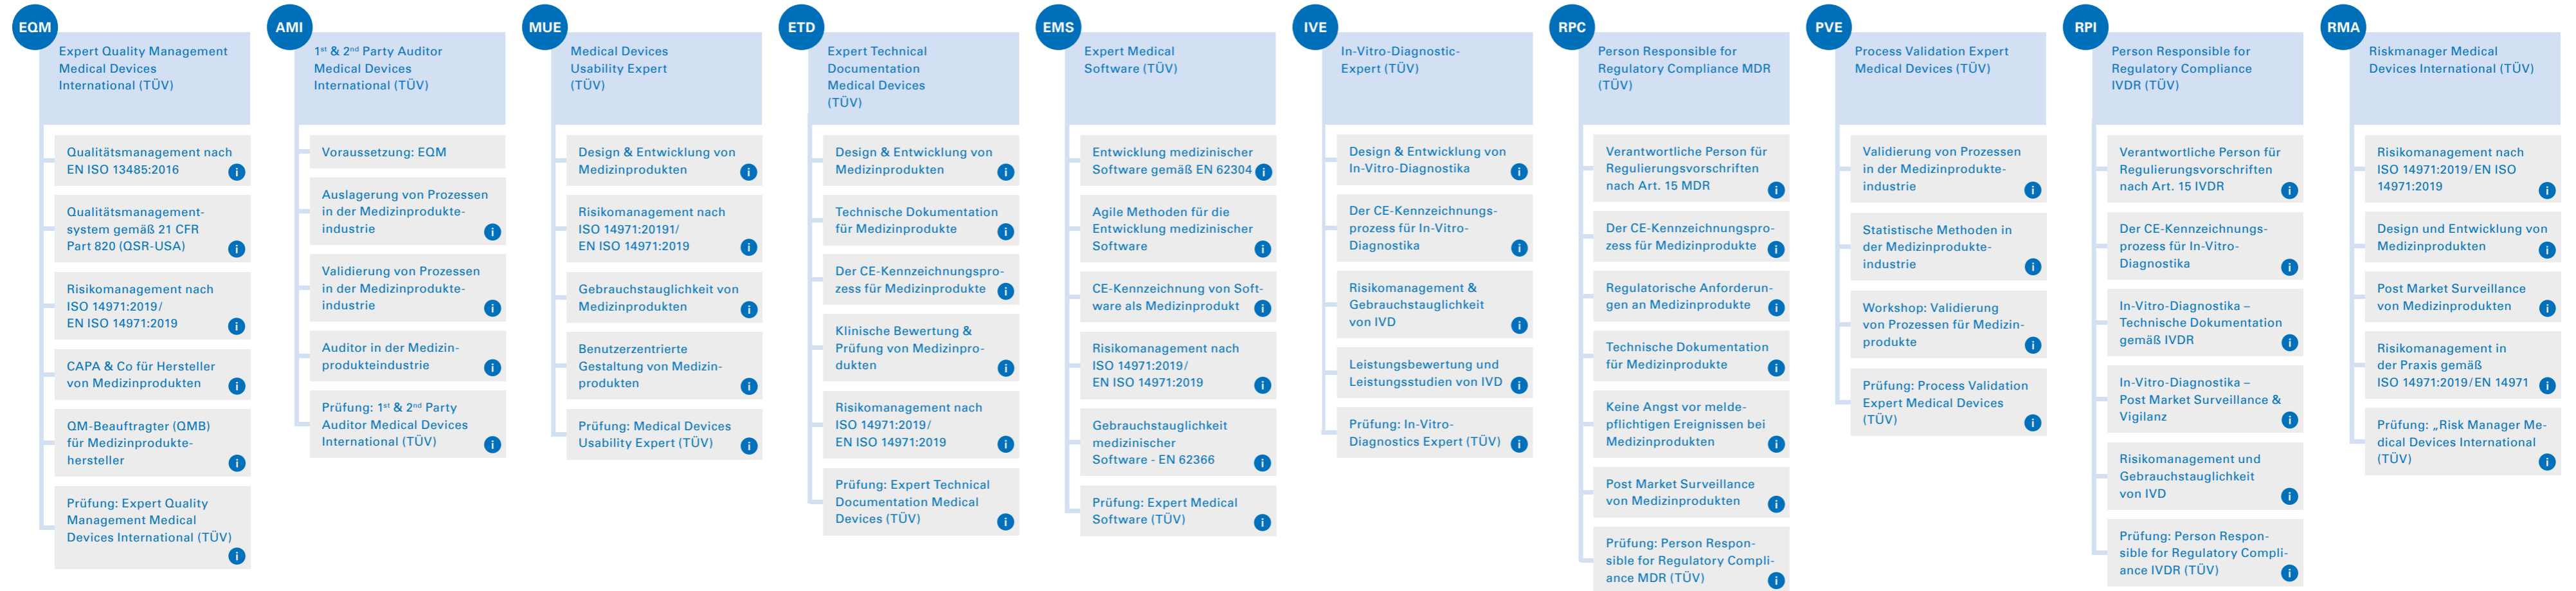 EQM
Expert Quality Management
Medical Devices
International (TÜV)
Qualitätsmanagement nach
EN ISO 13485:2016
i
Qualitätsmanagement-
system gemäß 21 CFR
Part 820 (QSR-USA)
i
Risikomanagement nach
ISO 14971:2019/
EN ISO 14971:2019
i
CAPA & Co für Hersteller
von Medizinprodukten
i
QM-Beauftragter (QMB)
für Medizinprodukte-
hersteller
i
Prüfung: Expert Quality
Management Medical
Devices International (TÜV)
i
AMI
1st & 2nd Party Auditor
Medical Devices
International (TÜV)
Voraussetzung: EQM
Auslagerung von Prozessen
in der Medizinprodukte-
industrie
i
Validierung von Prozessen
in der Medizinprodukte-
industrie
i
Auditor in der Medizin-
produkteindustrie
i
Prüfung: 1st & 2nd Party
Auditor Medical Devices
International (TÜV)
i
MUE
Medical Devices
Usability Expert
(TÜV)
Design & Entwicklung von
Medizinprodukten
i
Risikomanagement nach
ISO 14971:20191/
EN ISO 14971:2019
i
Gebrauchstauglichkeit von
Medizinprodukten
i
Benutzerzentrierte
Gestaltung von Medizin-
produkten
i
Prüfung: Medical Devices
Usability Expert (TÜV)
i
ETD
Expert Technical
Documentation
Medical Devices
(TÜV)
Design & Entwicklung von
Medizinprodukten
i
Technische Dokumentation
für Medizinprodukte
i
Der CE-Kennzeichnungspro-
zess für Medizinprodukte
i
Klinische Bewertung &
Prüfung von Medizinpro-
dukten
i
Risikomanagement nach
ISO 14971:2019/
EN ISO 14971:2019
i
Prüfung: Expert Technical
Documentation Medical
Devices (TÜV)
i
EMS
Expert Medical
Software (TÜV)
Entwicklung medizinischer
Software gemäß EN 62304
i
Agile Methoden für die
Entwicklung medizinischer
Software
i
CE-Kennzeichnung von Soft-
ware als Medizinprodukt
i
Risikomanagement nach
ISO 14971:2019/
EN ISO 14971:2019
i
Gebrauchstauglichkeit
medizinischer
Software - EN 62366
i
Prüfung: Expert Medical
Software (TÜV)
i
IVE
In-Vitro-Diagnostic-
Expert (TÜV)
Design & Entwicklung von
In-Vitro-Diagnostika
i
Der CE-Kennzeichnungs-
prozess für In-Vitro-
Diagnostika
i
Risikomanagement &
Gebrauchstauglichkeit
von IVD
i
Leistungsbewertung und
Leistungsstudien von IVD
i
Prüfung: In-Vitro-
Diagnostics Expert (TÜV)
i
RPC
Person Responsible for
Regulatory Compliance MDR
(TÜV)
Verantwortliche Person für
Regulierungsvorschriften
nach Art. 15 MDR
i
Der CE-Kennzeichnungspro-
zess für Medizinprodukte
i
Regulatorische Anforderun-
gen an Medizinprodukte
i
Technische Dokumentation
für Medizinprodukte
i
Keine Angst vor melde-
pflichtigen Ereignissen bei
Medizinprodukten
i
Post Market Surveillance
von Medizinprodukten
i
Prüfung: Person Respon-
sible for Regulatory Compli-
ance MDR (TÜV)
i
PVE
Process Validation Expert
Medical Devices (TÜV)
Validierung von Prozessen
in der Medizinprodukte-
industrie
i
Statistische Methoden in
der Medizinprodukte-
industrie
i
Workshop: Validierung
von Prozessen für Medizin-
produkte
i
Prüfung: Process Validation
Expert Medical Devices
(TÜV)
i
RPI
Person Responsible for
Regulatory Compliance
IVDR (TÜV)
Verantwortliche Person für
Regulierungsvorschriften
nach Art. 15 IVDR
i
Der CE-Kennzeichnungs-
prozess für In-Vitro-
Diagnostika
i
In-Vitro-Diagnostika –
Technische Dokumentation
gemäß IVDR
i
In-Vitro-Diagnostika –
Post Market Surveillance &
Vigilanz
i
Risikomanagement und
Gebrauchstauglichkeit
von IVD
i
Prüfung: Person Respon-
sible for Regulatory Compli-
ance IVDR (TÜV)
i
RMA
Riskmanager Medical
Devices International (TÜV)
Risikomanagement nach
ISO 14971:2019/EN ISO
14971:2019
i
Design und Entwicklung von
Medizinprodukten
i
Post Market Surveillance
von Medizinprodukten
i
Risikomanagement in
der Praxis gemäß
ISO 14971:2019/EN 14971
i
Prüfung: „Risk Manager Me-
dical Devices International
(TÜV)
i